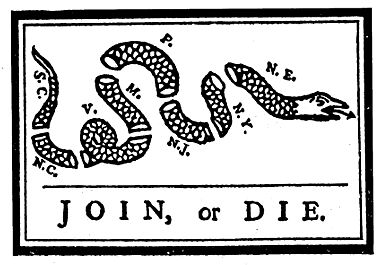 S.C.
N.C.
V.
M.
P.
N.J.
N.Y.
N.E.
JOIN, or DIE.